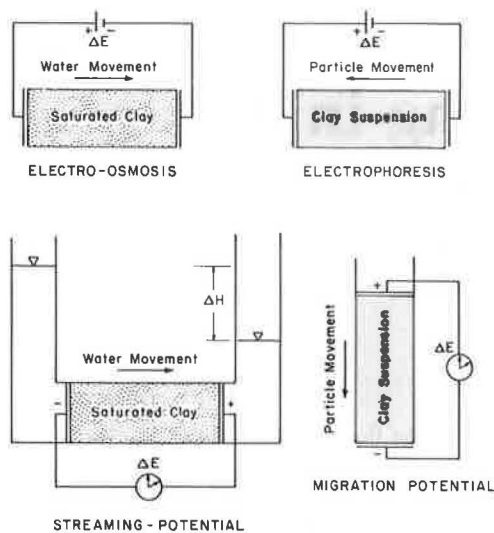 + -
ΔE
Water Movement
Saturated Clay
ELECTRO-OSMOSIS
+ -
ΔE
Particle Movement
Clay Suspension
ELECTROPHORESIS
ΔH
Water Movement
- Saturated Clay +
ΔE
STREAMING-POTENTIAL
+
Particle Movement
Clay Suspension
ΔE
-
MIGRATION POTENTIAL